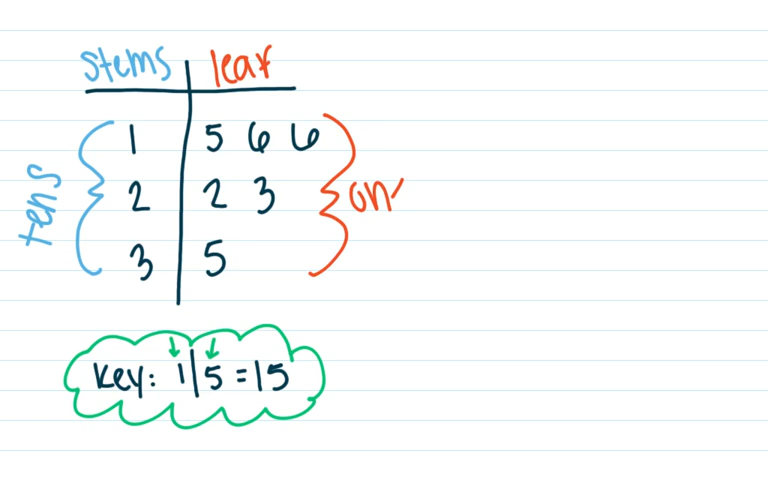 stems leaf
1 5 6 6
2 2 3
3 5
tens
on
key: 1|5 = 15